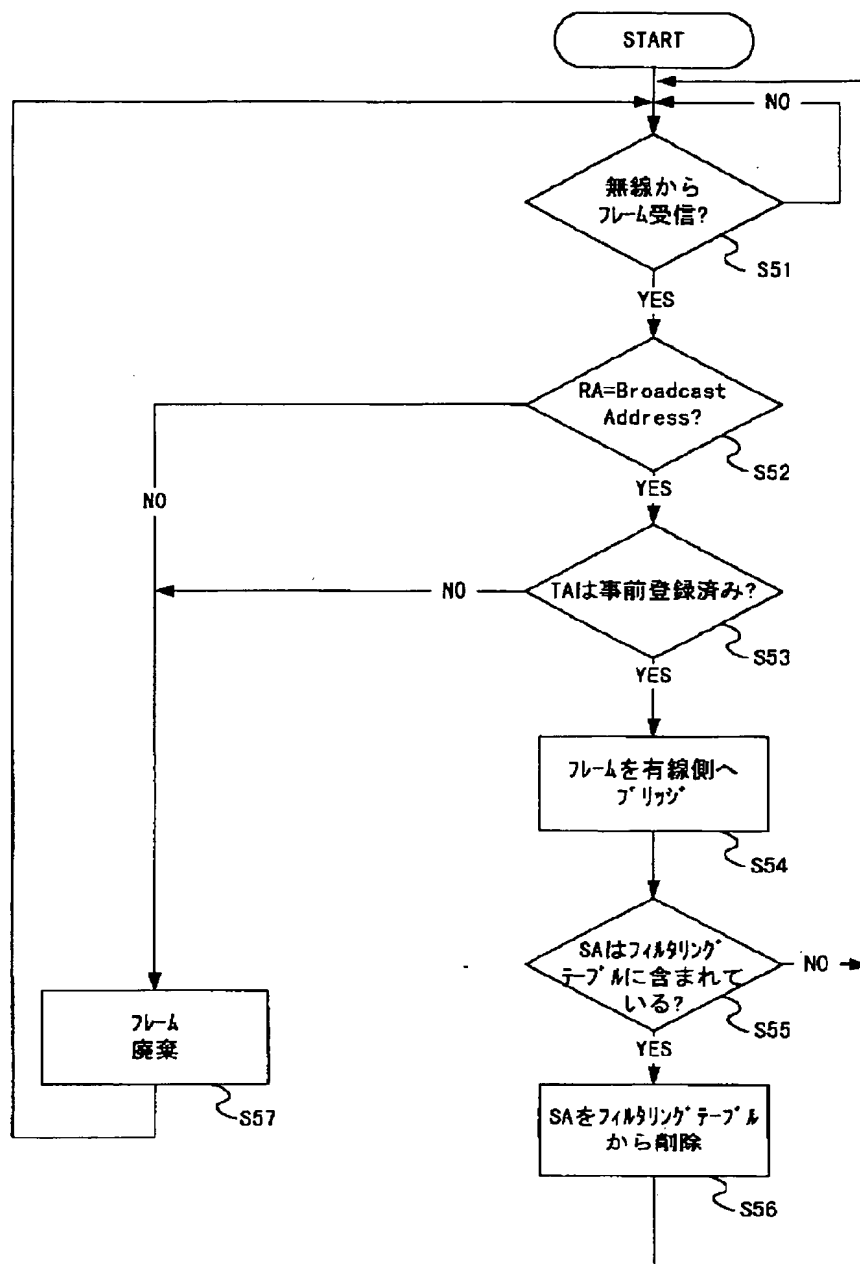 START
NO
無線から
フレーム受信?
S51
YES
RA=Broadcast
Address?
S52
YES
NO
TAは事前登録済み?
NO
S53
YES
フレームを有線側へ
ブリッジ
S54
SAはフィルタリング
テーブルに含まれて
いる?
NO
S55
YES
フレーム
廃棄
S57
SAをフィルタリングテーブル
から削除
S56